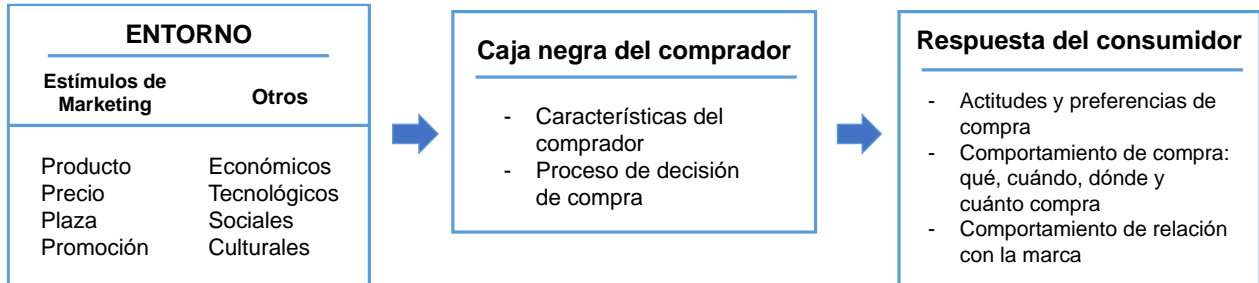 ENTORNO
Estímulos de
Marketing
Otros
Producto
Precio
Plaza
Promoción
Económicos
Tecnológicos
Sociales
Culturales
Caja negra del comprador
- Características del
comprador
- Proceso de decisión
de compra
Respuesta del consumidor
- Actitudes y preferencias de
compra
- Comportamiento de compra:
qué, cuándo, dónde y
cuánto compra
- Comportamiento de relación
con la marca